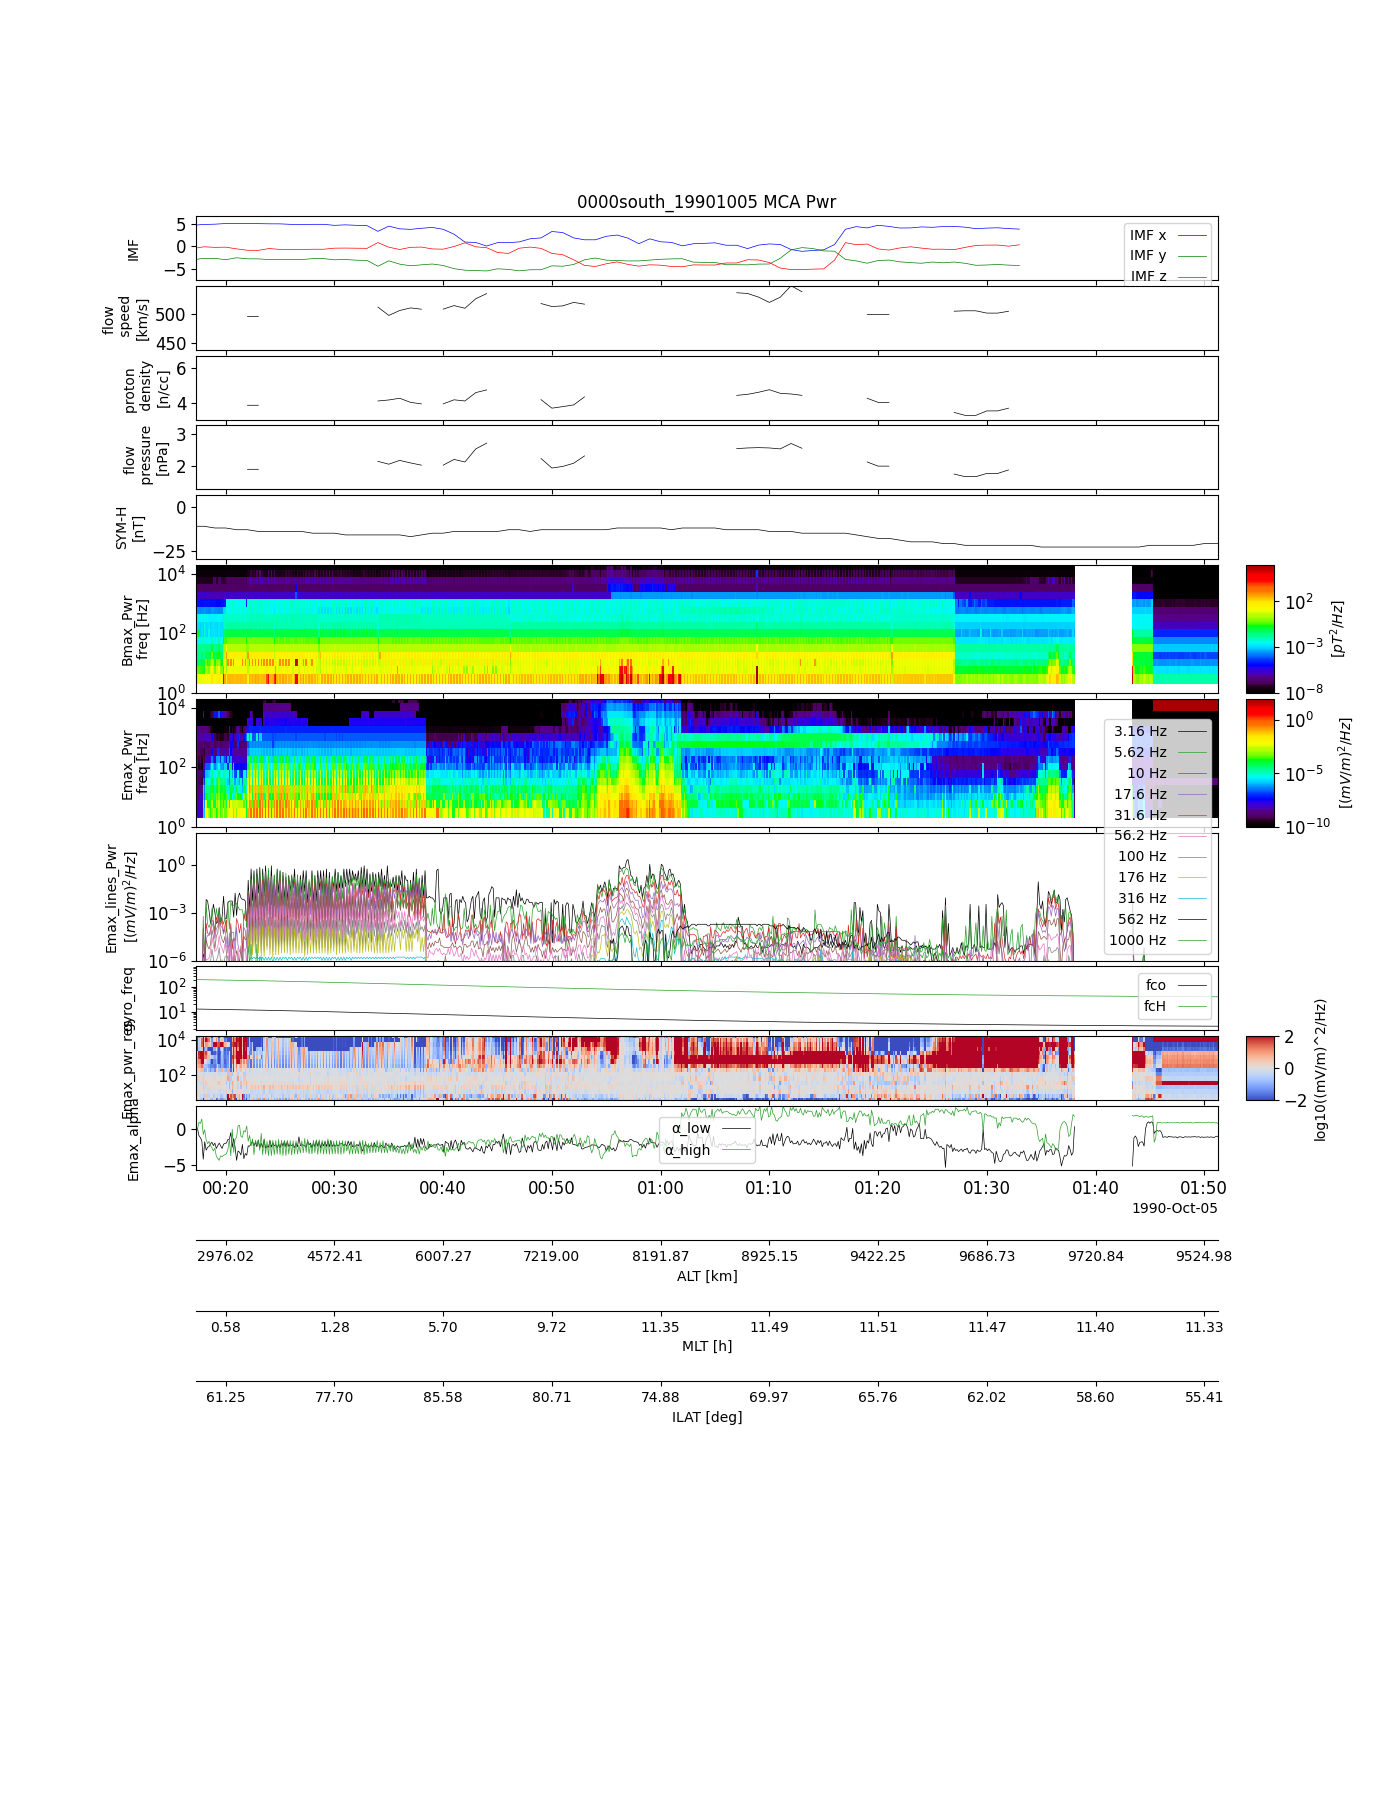 0000south_19901005 MCA Pwr
IMF
5
0
−5
IMF x
IMF y
IMF z
flow
speed
[km/s]
500
450
proton
density
[n/cc]
6
4
flow
pressure
[nPa]
3
2
SYM-H
[nT]
0
−25
Bmax_Pwr
freq [Hz]
10^4
10^2
10^0
10^2
10^−3
10^−8
[pT^2/Hz]
Emax_Pwr
freq [Hz]
10^4
10^2
10^0
10^0
10^−5
10^−10
[(mV/m)^2/Hz]
3.16 Hz
5.62 Hz
10 Hz
17.6 Hz
31.6 Hz
56.2 Hz
100 Hz
176 Hz
316 Hz
562 Hz
1000 Hz
Emax_lines_Pwr
[(mV/m)^2/Hz]
10^0
10^−3
10^−6
gyro_freq
10^2
10^1
fco
fcH
Emax_pwr_reg
10^4
10^2
2
0
−2
log10((mV/m)^2/Hz)
Emax_alpha
0
−5
α_low
α_high
00:20 00:30 00:40 00:50 01:00 01:10 01:20 01:30 01:40 01:50
1990-Oct-05
2976.02 4572.41 6007.27 7219.00 8191.87 8925.15 9422.25 9686.73 9720.84 9524.98
ALT [km]
0.58 1.28 5.70 9.72 11.35 11.49 11.51 11.47 11.40 11.33
MLT [h]
61.25 77.70 85.58 80.71 74.88 69.97 65.76 62.02 58.60 55.41
ILAT [deg]